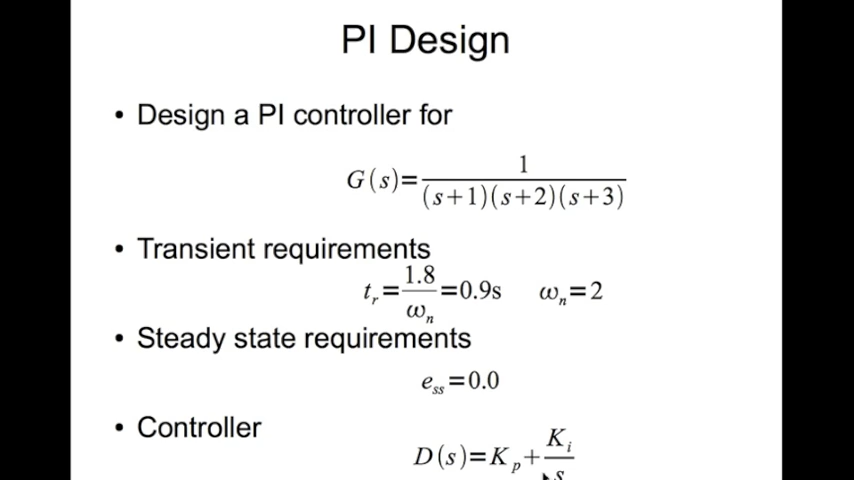 PI Design
• Design a PI controller for
G(s)=1/((s+1)(s+2)(s+3))
• Transient requirements
t_r=1.8/ω_n=0.9s ω_n=2
• Steady state requirements
e_ss=0.0
• Controller
D(s)=K_p+K_i/s